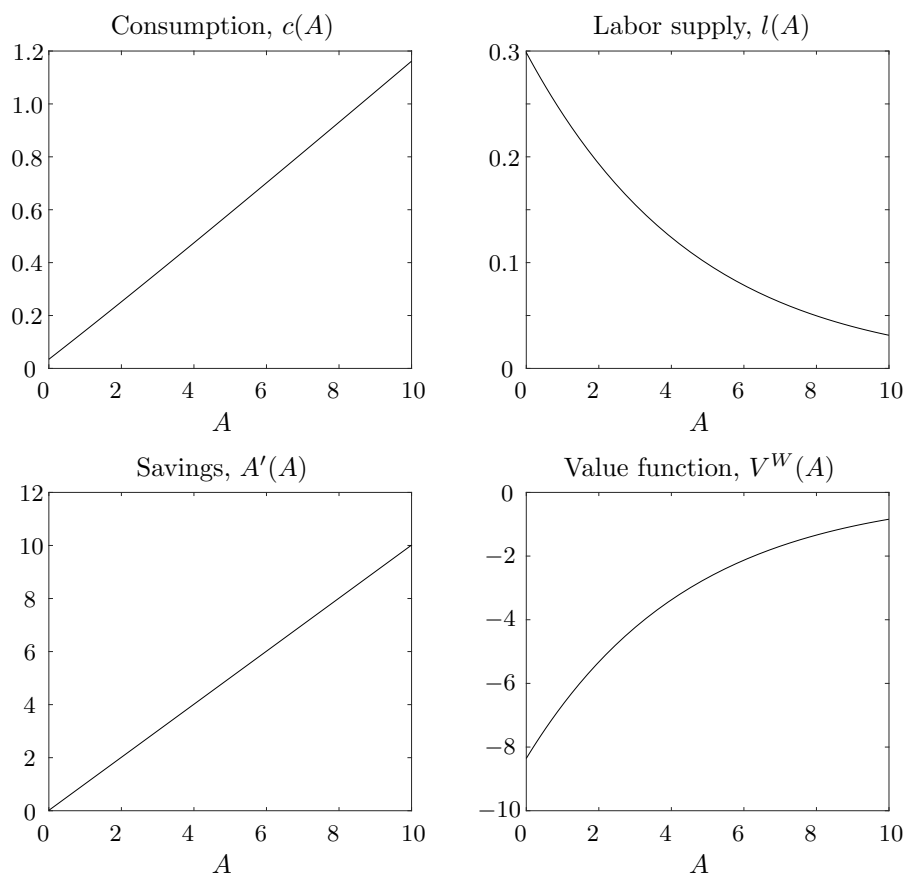 Consumption, c(A)
1.2
1.0
0.8
0.6
0.4
0.2
0
0 2 4 6 8 10
A
Labor supply, l(A)
0.3
0.2
0.1
0
0 2 4 6 8 10
A
Savings, A′(A)
12
10
8
6
4
2
0
0 2 4 6 8 10
A
Value function, V^W(A)
0
−2
−4
−6
−8
−10
0 2 4 6 8 10
A